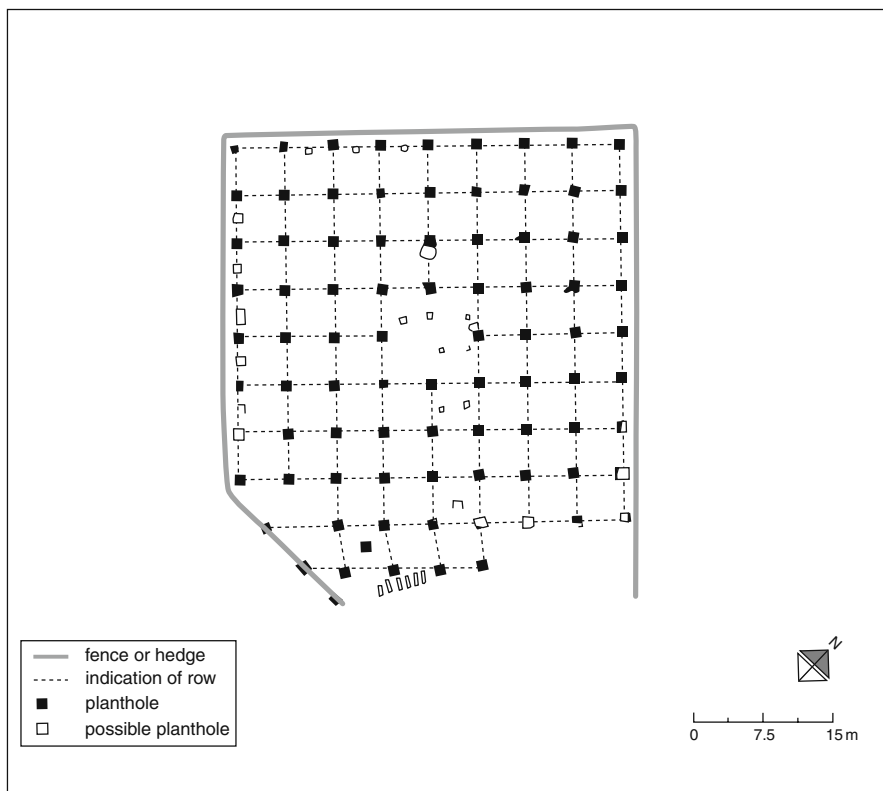 fence or hedge
indication of row
planthole
possible planthole
N
0 7.5 15 m